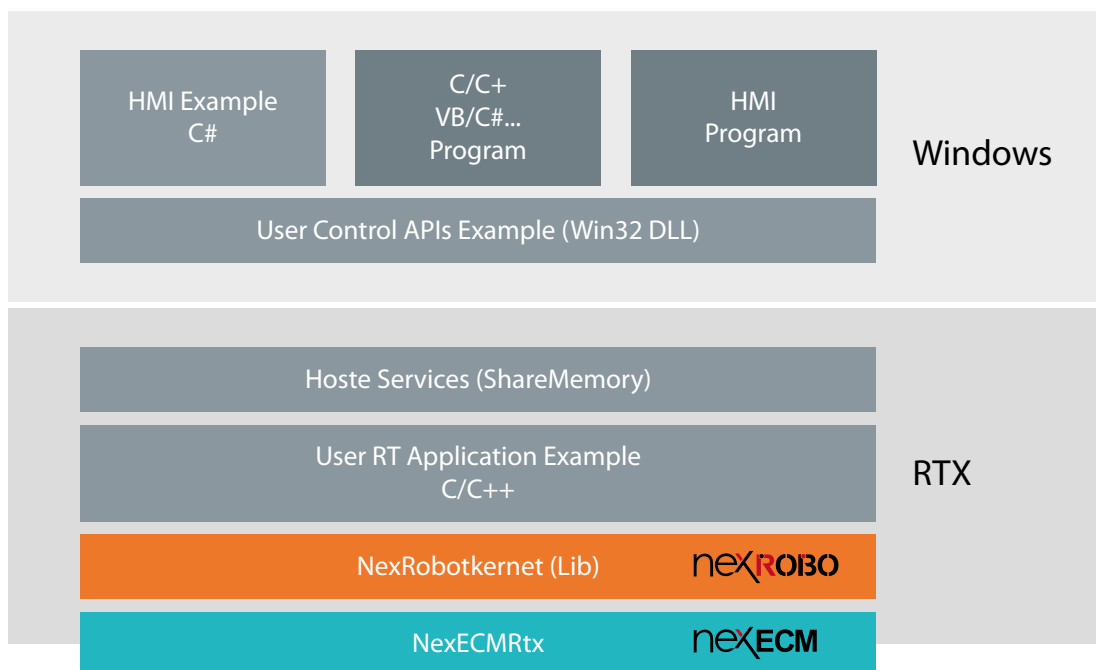 HMI Example
C#
C/C+
VB/C#...
Program
HMI
Program
Windows
User Control APIs Example (Win32 DLL)
Hoste Services (ShareMemory)
User RT Application Example
C/C++
RTX
NexRobotkernet (Lib)
neXROBO
NexECMRtx
neXECM